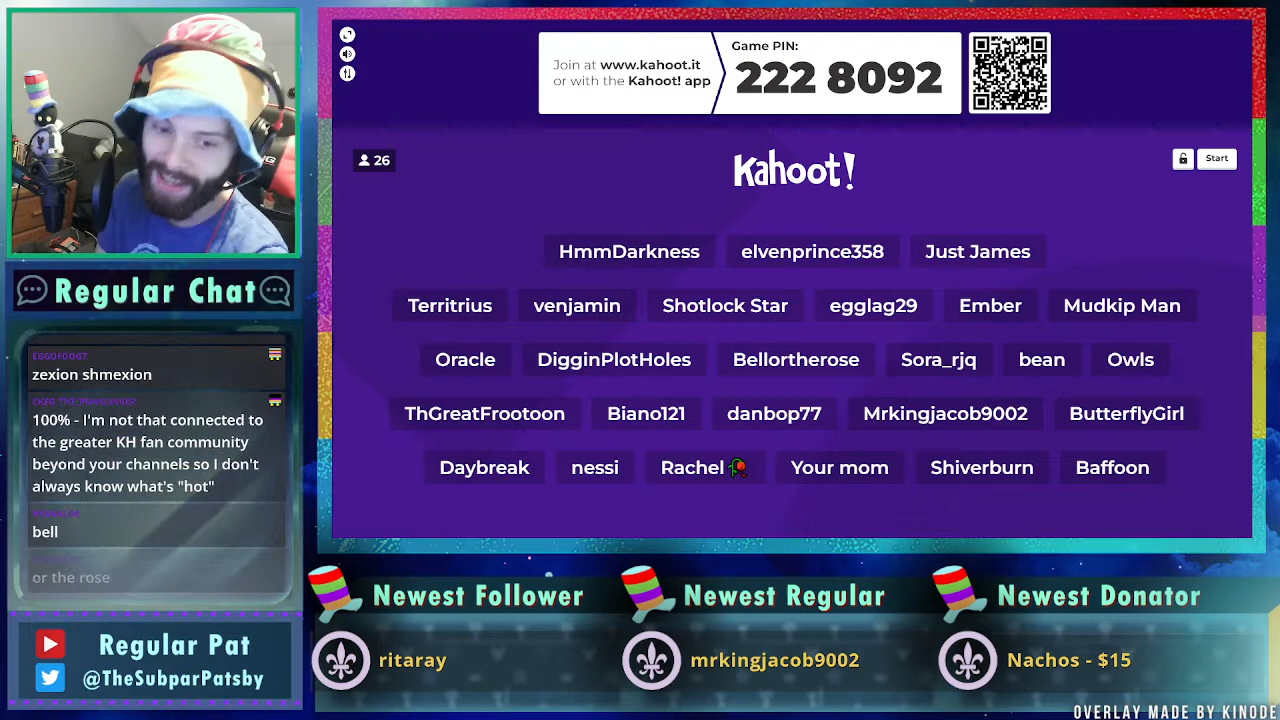 Join at www.kahoot.it
or with the Kahoot! app
Game PIN:
222 8092
26
Kahoot!
Start
HmmDarkness elvenprince358 Just James
Territrius venjamin Shotlock Star egglag29 Ember Mudkip Man
Oracle DigginPlotHoles Bellortherose Sora_rjq bean Owls
ThGreatFrootoon Biano121 danbop77 Mrkingjacob9002 ButterflyGirl
Daybreak nessi Rachel Your mom Shiverburn Baffoon
Regular Chat
zexion shmexion
100% - I'm not that connected to
the greater KH fan community
beyond your channels so I don't
always know what's "hot"
bell
or the rose
Regular Pat
@TheSubparPatsby
Newest Follower
ritaray
Newest Regular
mrkingjacob9002
Newest Donator
Nachos - $15
OVERLAY MADE BY KINODE